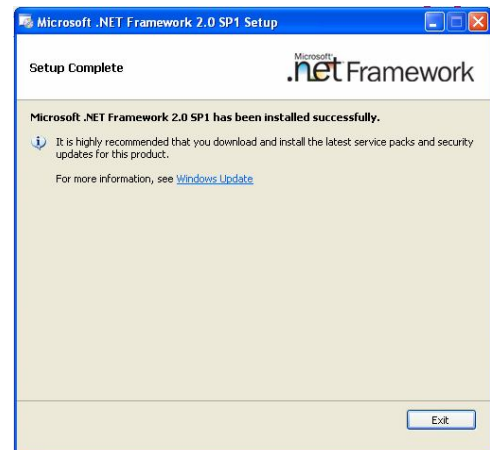 Microsoft .NET Framework 2.0 SP1 Setup
Setup Complete
Microsoft
.net Framework
Microsoft .NET Framework 2.0 SP1 has been installed successfully.
It is highly recommended that you download and install the latest service packs and security
updates for this product.
For more information, see Windows Update
Exit